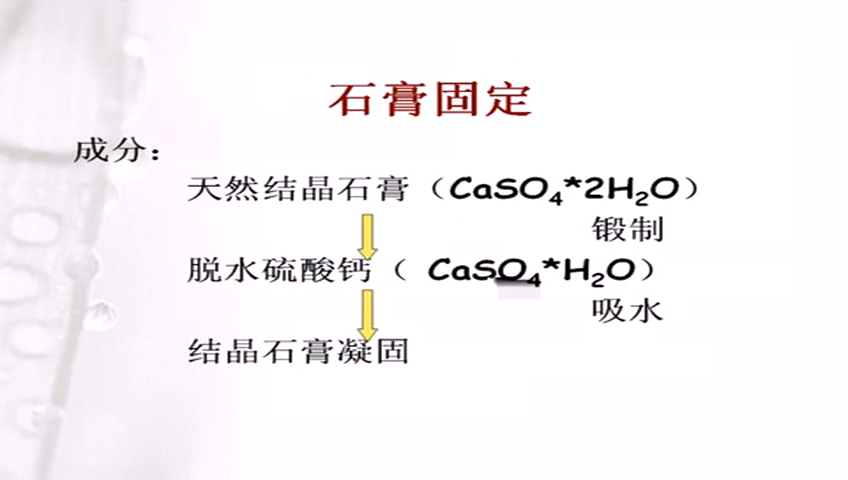 石膏固定
成分：
天然结晶石膏（CaSO₄*2H₂O）
锻制
脱水硫酸钙（ CaSO₄*H₂O）
吸水
结晶石膏凝固